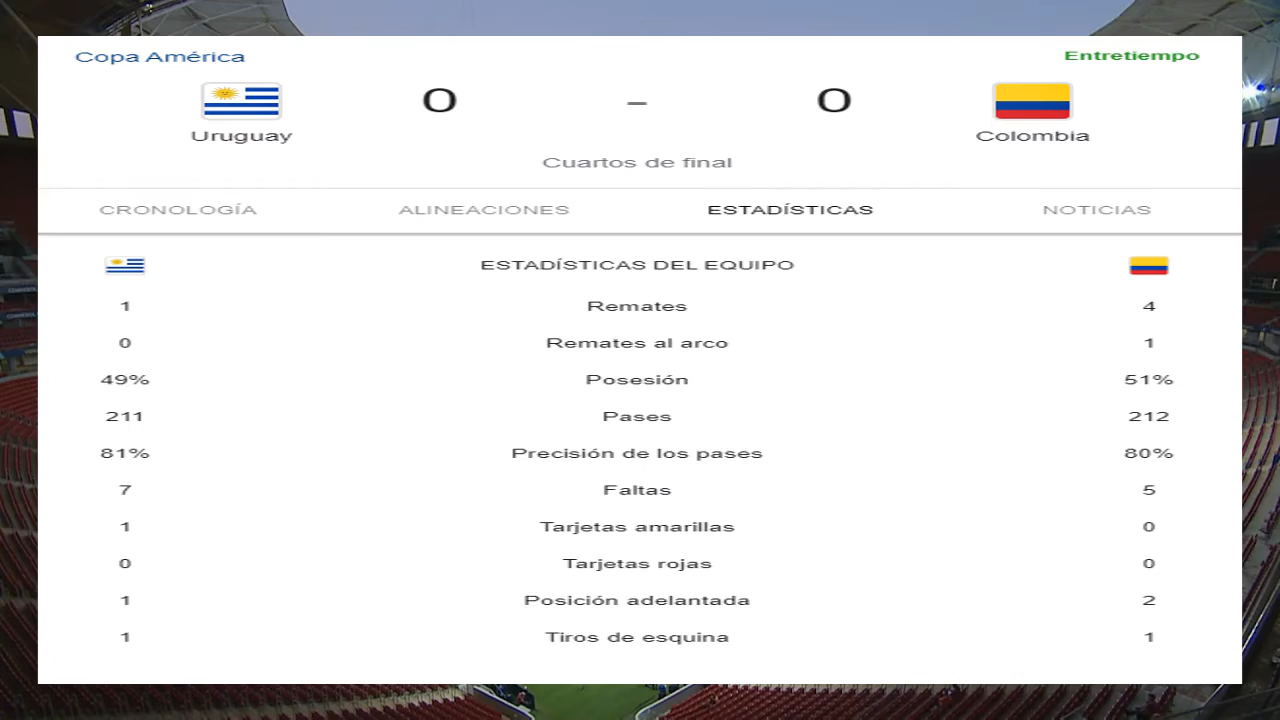 Copa América Entretiempo
0 – 0
Uruguay Colombia
Cuartos de final
CRONOLOGÍA ALINEACIONES ESTADÍSTICAS NOTICIAS
ESTADÍSTICAS DEL EQUIPO
1 Remates 4
0 Remates al arco 1
49% Posesión 51%
211 Pases 212
81% Precisión de los pases 80%
7 Faltas 5
1 Tarjetas amarillas 0
0 Tarjetas rojas 0
1 Posición adelantada 2
1 Tiros de esquina 1